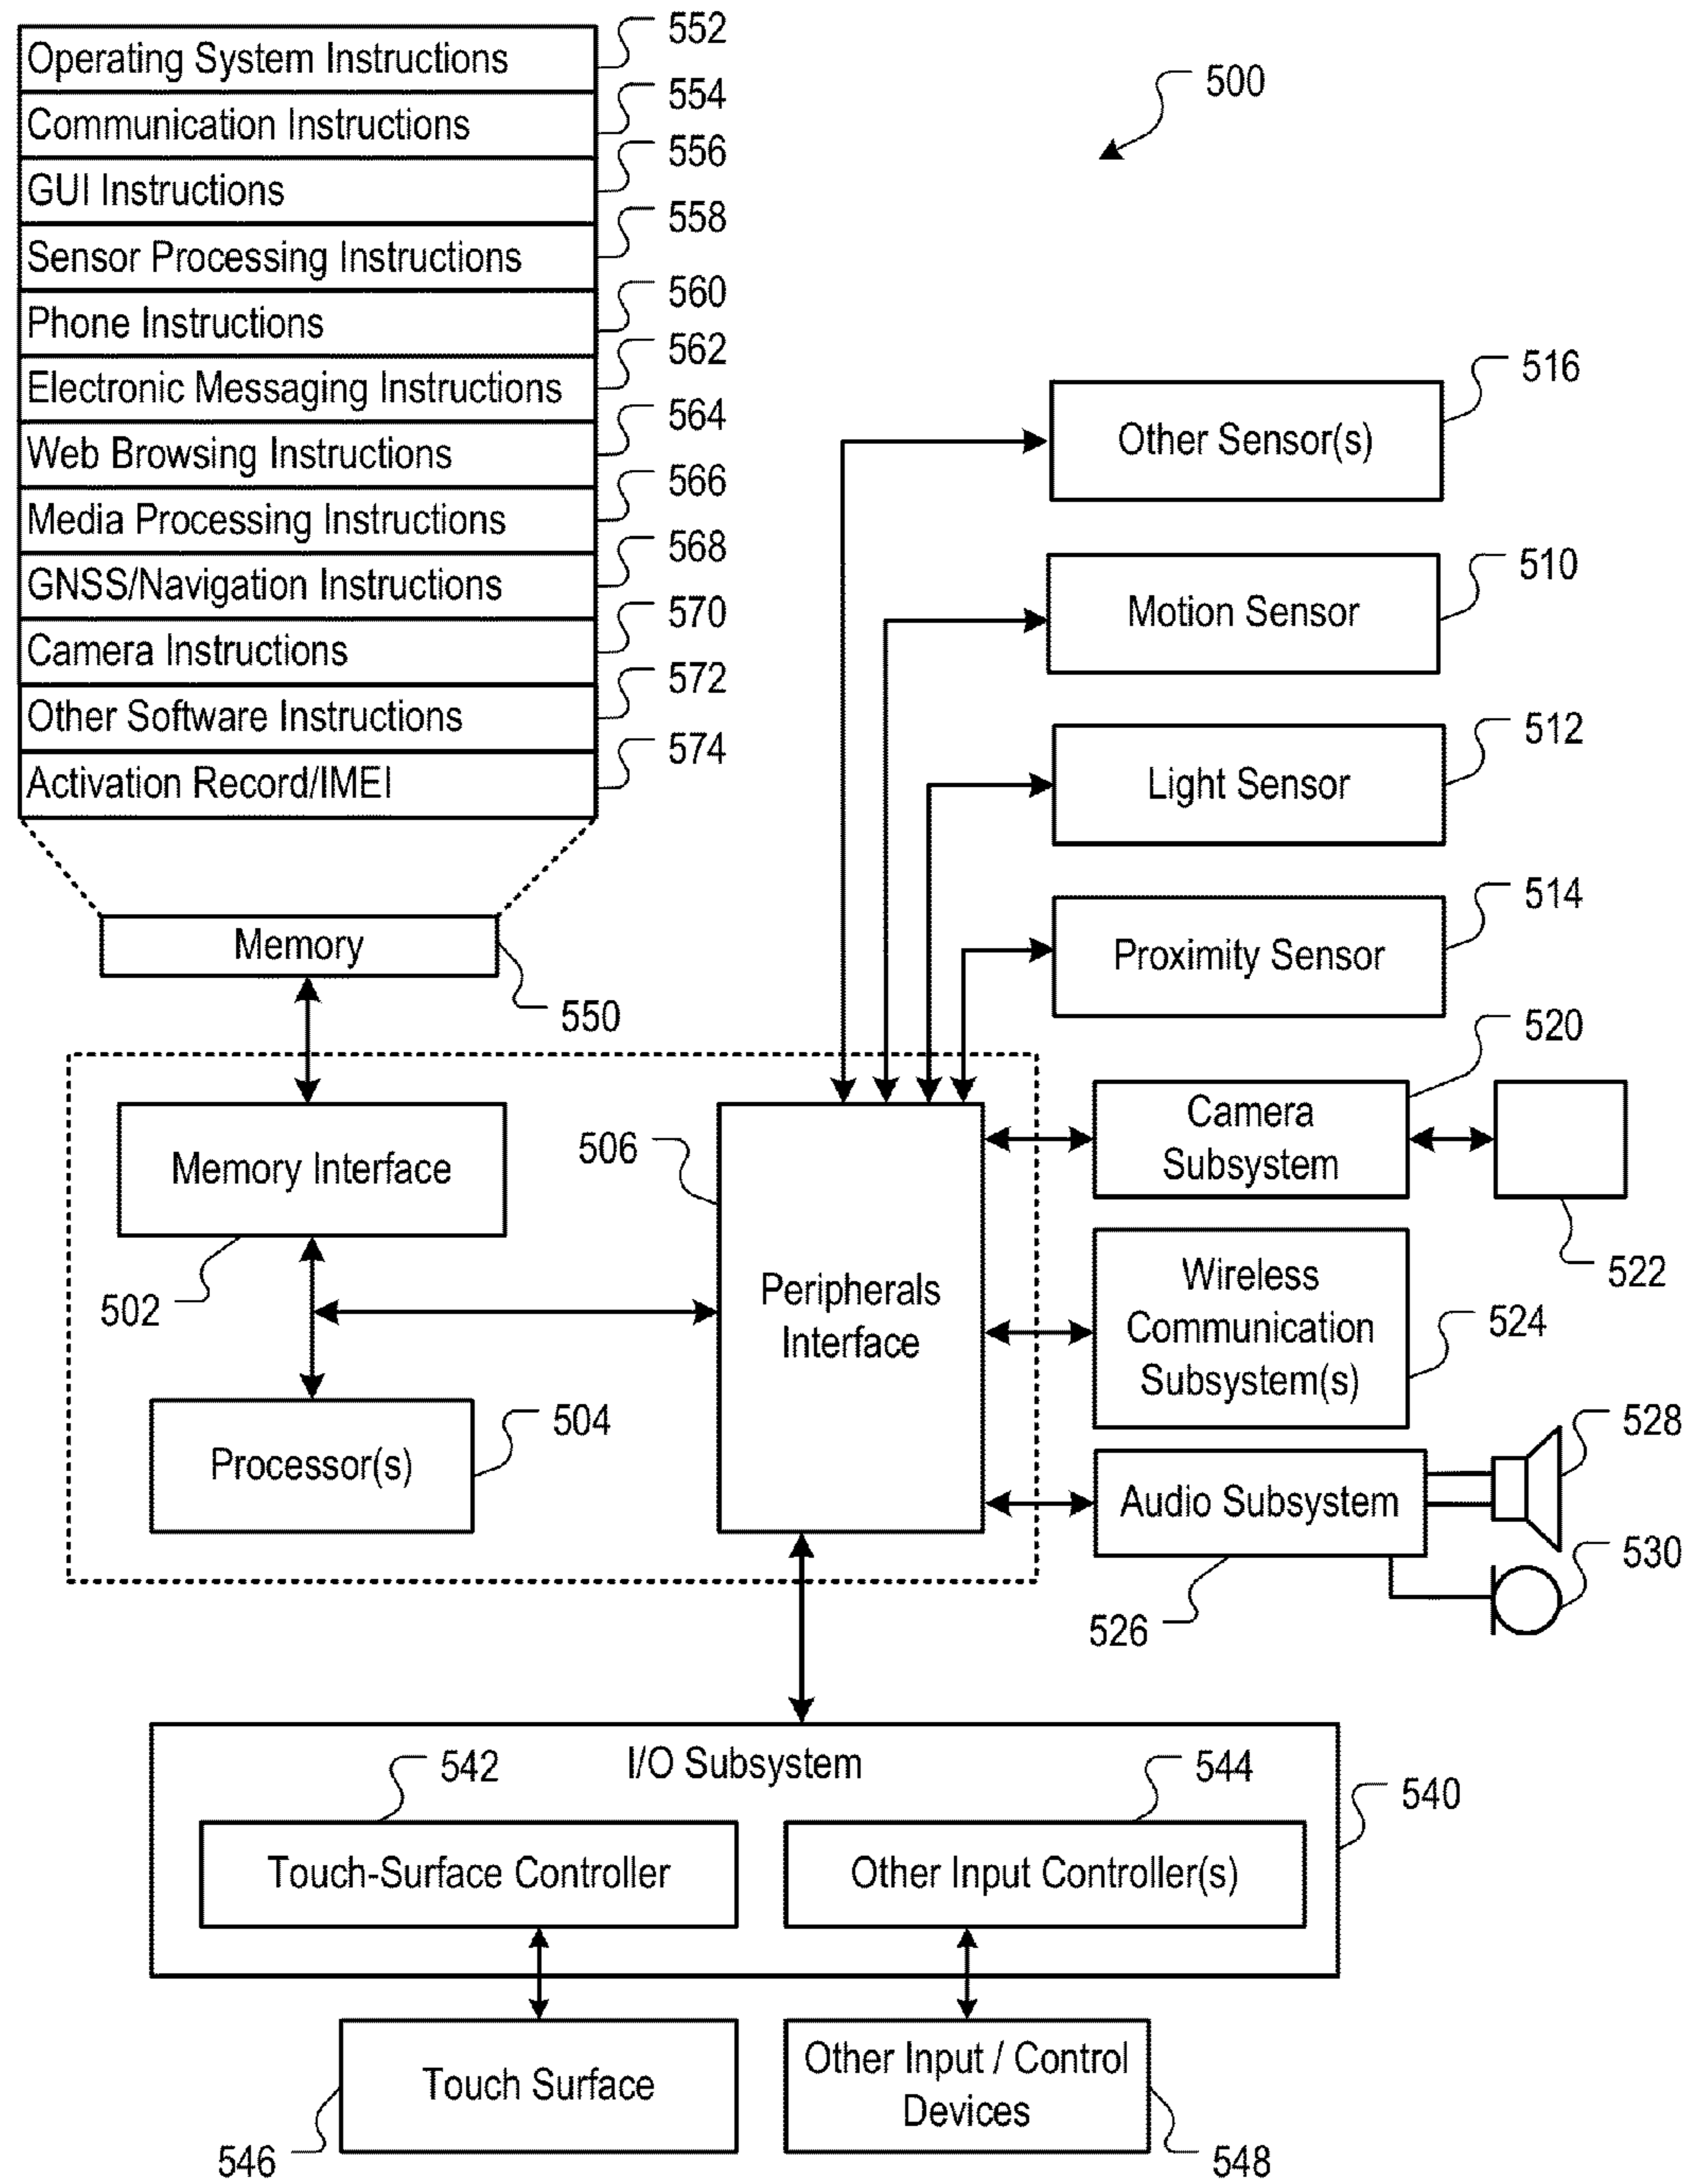 552
Operating System Instructions
554
Communication Instructions
556
GUI Instructions
558
Sensor Processing Instructions
560
Phone Instructions
562
Electronic Messaging Instructions
564
Web Browsing Instructions
566
Media Processing Instructions
568
GNSS/Navigation Instructions
570
Camera Instructions
572
Other Software Instructions
574
Activation Record/IMEI
500
516
Other Sensor(s)
510
Motion Sensor
512
Light Sensor
514
Proximity Sensor
Memory
550
520
Camera
Subsystem
522
Memory Interface
502
506
Peripherals
Interface
Wireless
Communication
Subsystem(s)
524
504
Processor(s)
528
Audio Subsystem
530
526
I/O Subsystem
542
544
540
Touch-Surface Controller
Other Input Controller(s)
Touch Surface
546
Other Input / Control
Devices
548